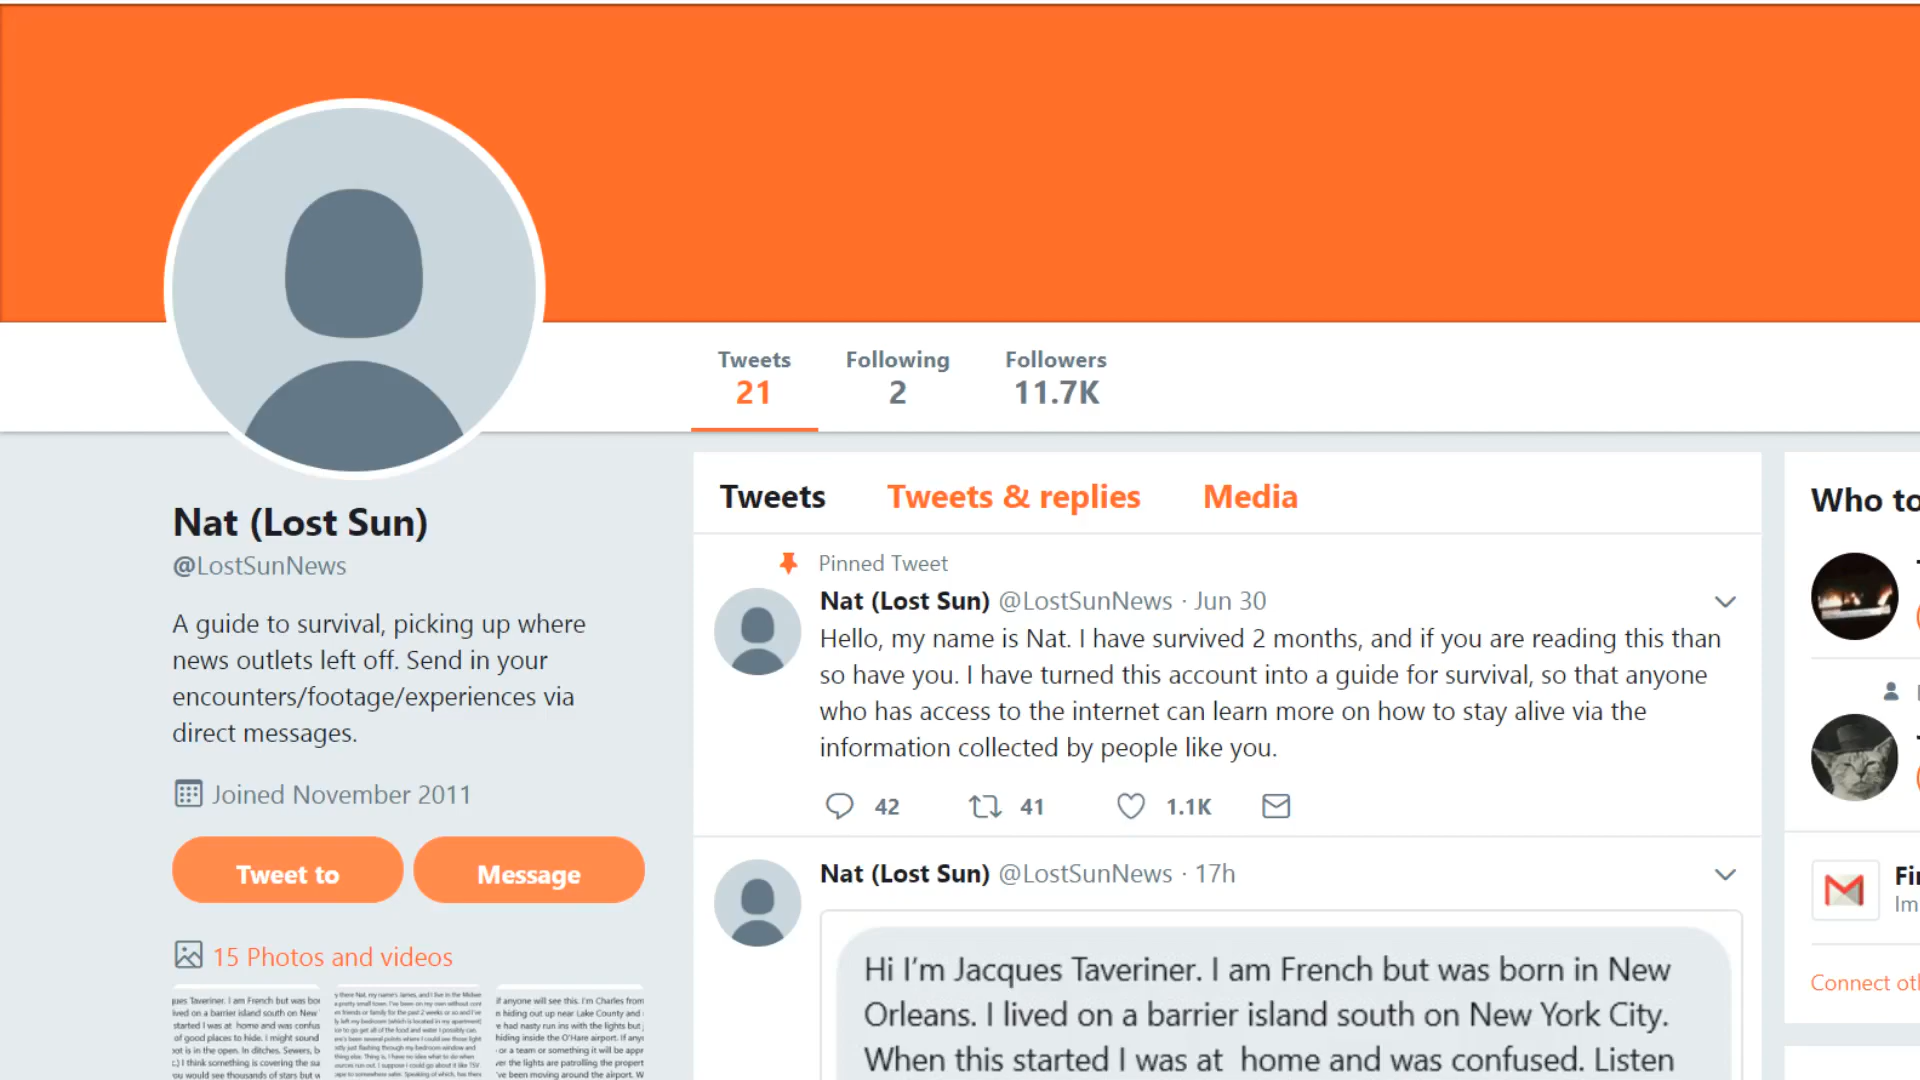 Tweets
21
Following
2
Followers
11.7K
Nat (Lost Sun)
@LostSunNews
A guide to survival, picking up where
news outlets left off. Send in your
encounters/footage/experiences via
direct messages.
Joined November 2011
Tweet to
Message
15 Photos and videos
Tweets
Tweets & replies
Media
Pinned Tweet
Nat (Lost Sun) @LostSunNews · Jun 30
Hello, my name is Nat. I have survived 2 months, and if you are reading this than
so have you. I have turned this account into a guide for survival, so that anyone
who has access to the internet can learn more on how to stay alive via the
information collected by people like you.
42
41
1.1K
Nat (Lost Sun) @LostSunNews · 17h
Hi I'm Jacques Taveriner. I am French but was born in New
Orleans. I lived on a barrier island south on New York City.
When this started I was at home and was confused. Listen
Who to
Connect